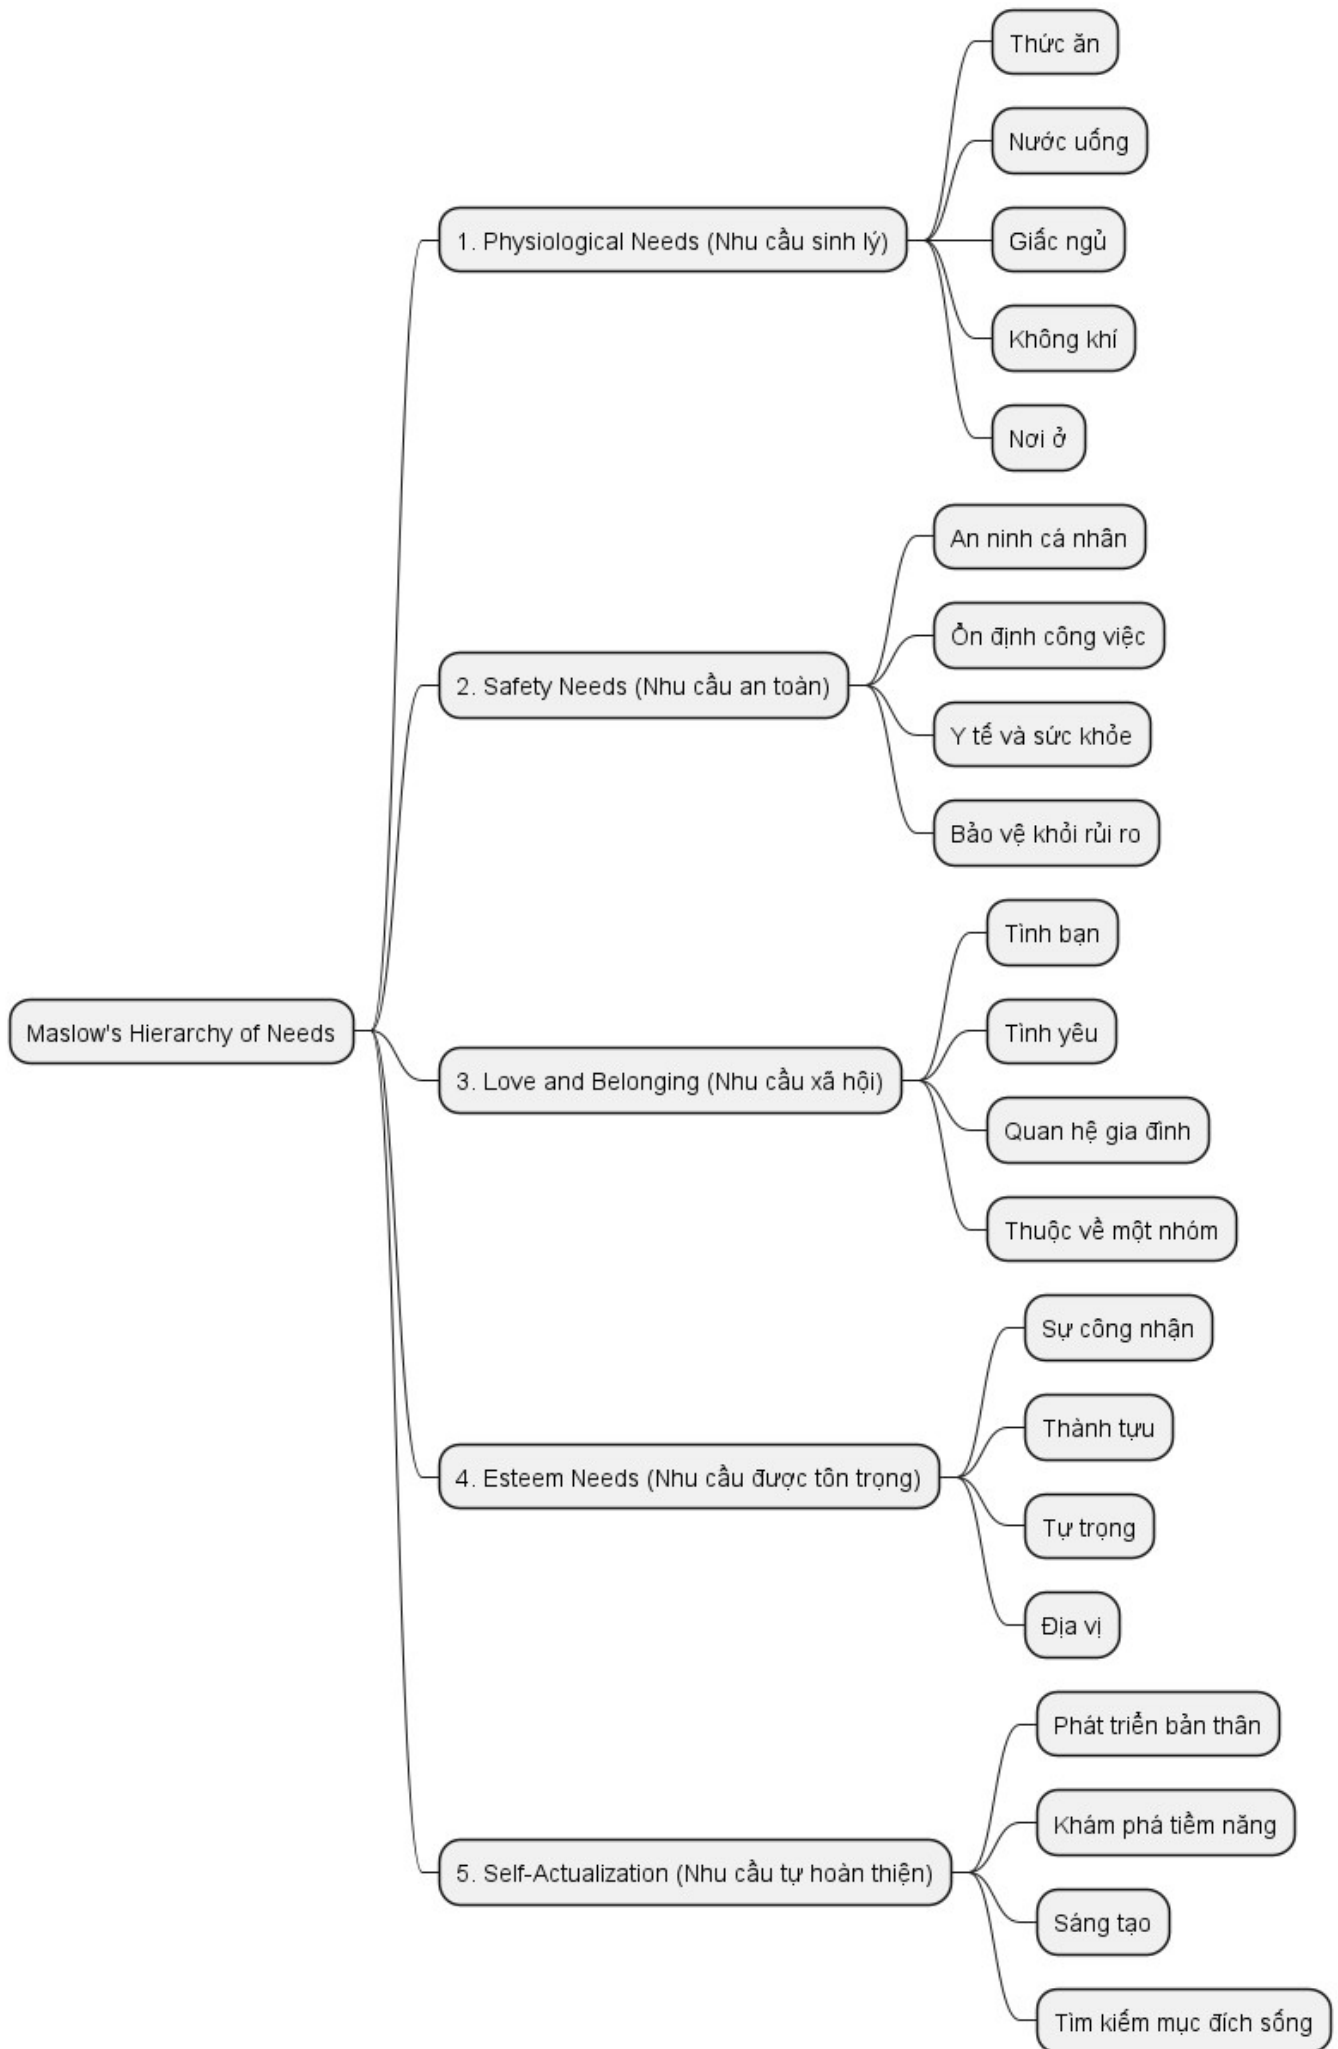 Maslow's Hierarchy of Needs
1. Physiological Needs (Nhu cầu sinh lý)
Thức ăn
Nước uống
Giấc ngủ
Không khí
Nơi ở
2. Safety Needs (Nhu cầu an toàn)
An ninh cá nhân
Ổn định công việc
Y tế và sức khỏe
Bảo vệ khỏi rủi ro
3. Love and Belonging (Nhu cầu xã hội)
Tình bạn
Tình yêu
Quan hệ gia đình
Thuộc về một nhóm
4. Esteem Needs (Nhu cầu được tôn trọng)
Sự công nhận
Thành tựu
Tự trọng
Địa vị
5. Self-Actualization (Nhu cầu tự hoàn thiện)
Phát triển bản thân
Khám phá tiềm năng
Sáng tạo
Tìm kiếm mục đích sống